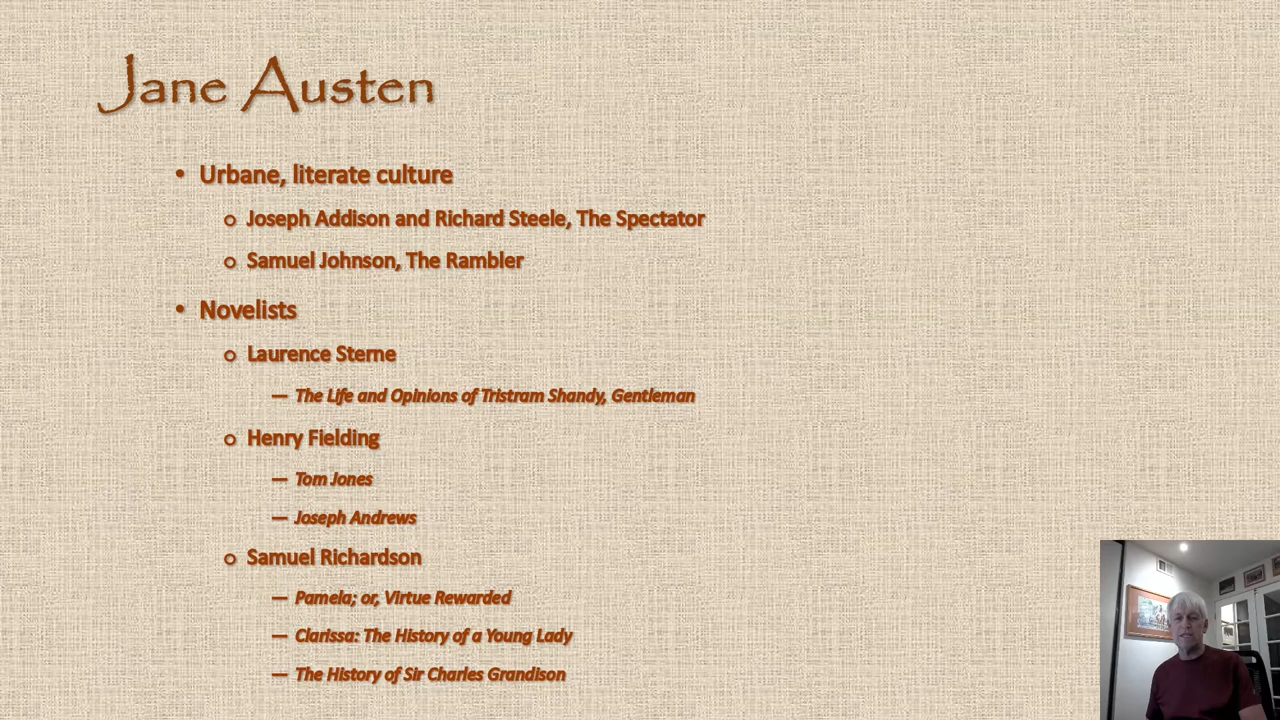 Jane Austen
• Urbane, literate culture
o Joseph Addison and Richard Steele, The Spectator
o Samuel Johnson, The Rambler
• Novelists
o Laurence Sterne
— The Life and Opinions of Tristram Shandy, Gentleman
o Henry Fielding
— Tom Jones
— Joseph Andrews
o Samuel Richardson
— Pamela; or, Virtue Rewarded
— Clarissa: The History of a Young Lady
— The History of Sir Charles Grandison